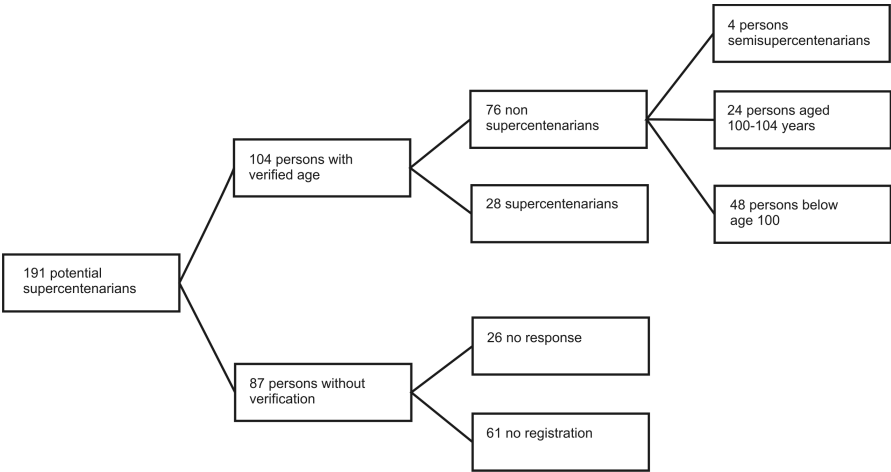 4 persons
semisupercentenarians
76 non
supercentenarians
24 persons aged
100-104 years
104 persons with
verified age
28 supercentenarians
48 persons below
age 100
191 potential
supercentenarians
26 no response
87 persons without
verification
61 no registration